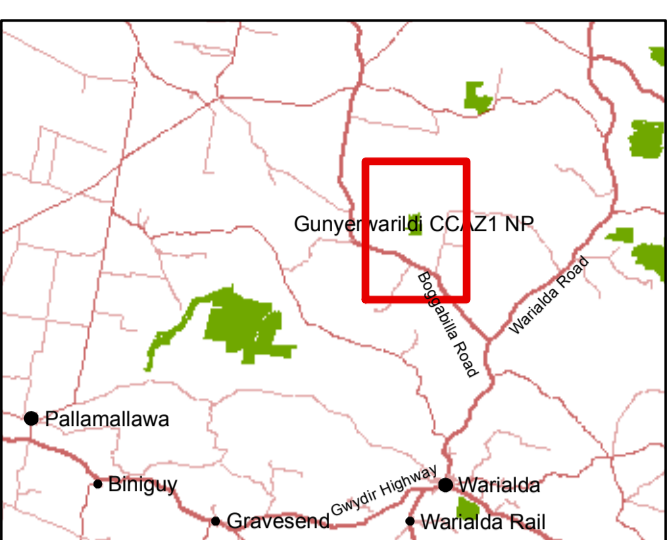 Gunyerwarildi CCAZ1 NP
Boggabilla Road
Warialda Road
Pallamallawa
Biniguy
Gwydir Highway
Warialda
Gravesend
Warialda Rail